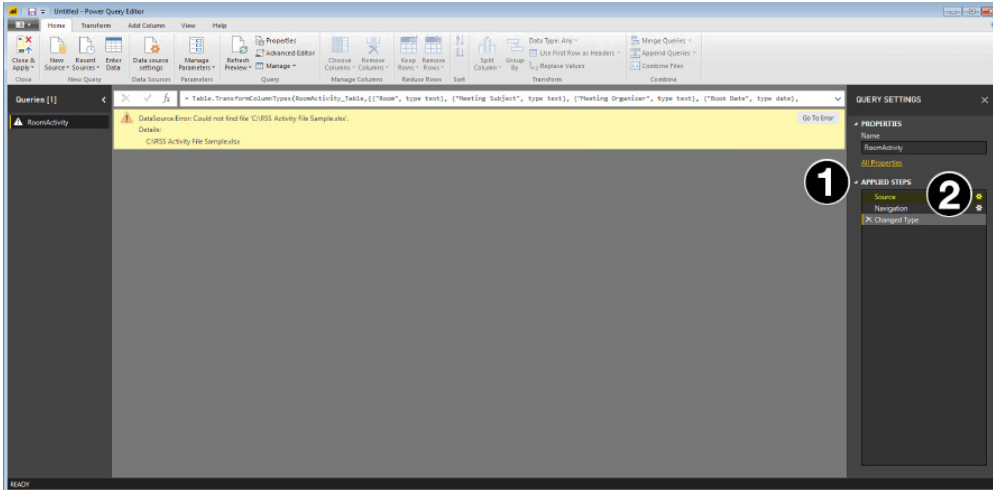 Untitled - Power Query Editor
Home Transform Add Column View Help
Close & Apply
New Source
Recent Sources
Enter Data
Data source settings
Manage Parameters
Refresh Preview
Properties
Advanced Editor
Manage
Choose Columns
Remove Columns
Keep Rows
Remove Rows
Split Column
Group By
Data Type: Any
Use First Row as Headers
Replace Values
Merge Queries
Append Queries
Combine Files
Close New Query Data Sources Parameters Query Manage Columns Reduce Rows Sort Transform Combine
Queries [1]
RoomActivity
= Table.TransformColumnTypes(RoomActivity_Table,{{"Room", type text}, {"Meeting Subject", type text}, {"Meeting Organizer", type text}, {"Book Date", type date},
DataSource.Error: Could not find file 'C:\RSS Activity File Sample.xlsx'.
Details:
C:\RSS Activity File Sample.xlsx
Go To Error
QUERY SETTINGS
PROPERTIES
Name
RoomActivity
All Properties
1
APPLIED STEPS
2
Source
Navigation
Changed Type
READY